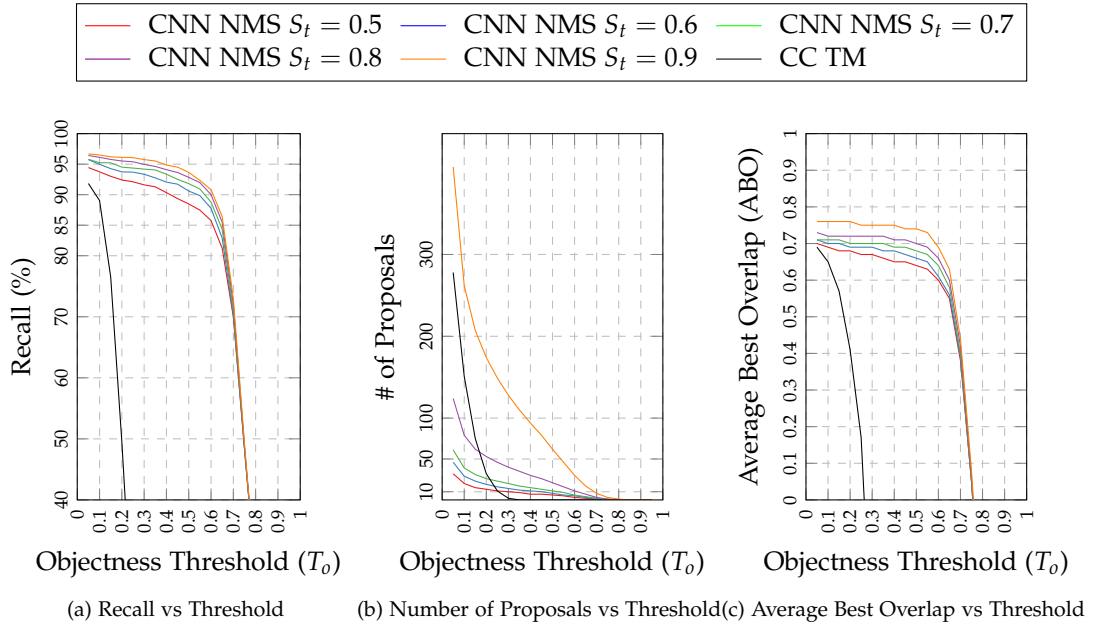 CNN NMS S_t = 0.5 CNN NMS S_t = 0.6 CNN NMS S_t = 0.7
CNN NMS S_t = 0.8 CNN NMS S_t = 0.9 CC TM
Recall (%)
100
95
90
85
80
70
60
50
40
0.1 0.2 0.3 0.4 0.5 0.6 0.7 0.8 0.9 1
Objectness Threshold (T_o)
(a) Recall vs Threshold
# of Proposals
300
200
100
50
10
0.1 0.2 0.3 0.4 0.5 0.6 0.7 0.8 0.9 1
Objectness Threshold (T_o)
(b) Number of Proposals vs Threshold
Average Best Overlap (ABO)
1
0.9
0.8
0.7
0.6
0.5
0.4
0.3
0.2
0.1
0
0.1 0.2 0.3 0.4 0.5 0.6 0.7 0.8 0.9 1
Objectness Threshold (T_o)
(c) Average Best Overlap vs Threshold